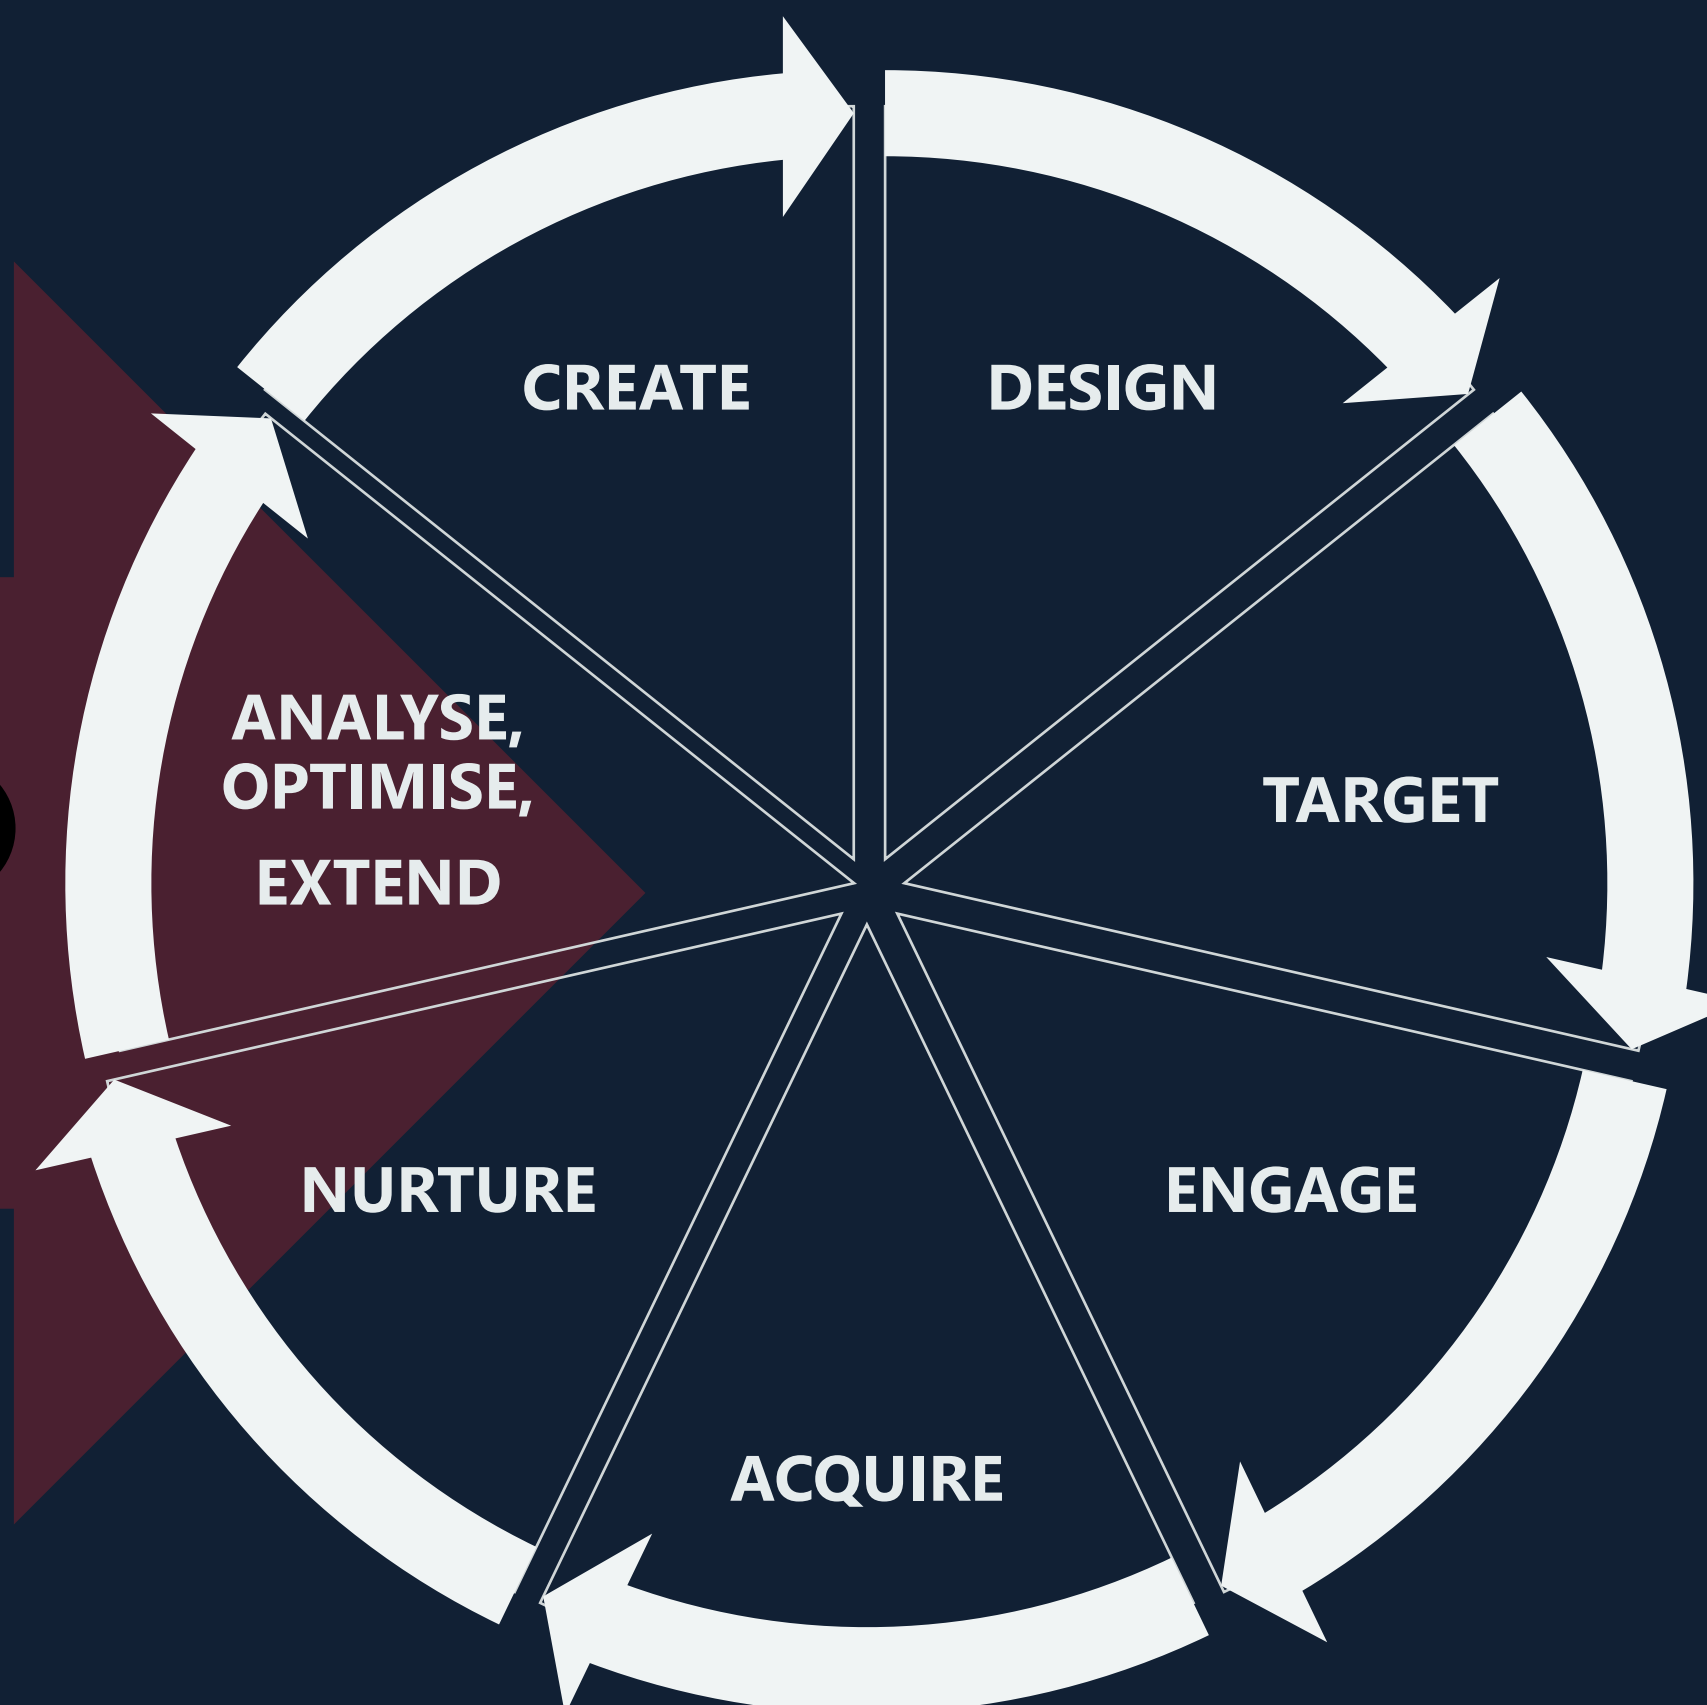 CREATE
DESIGN
TARGET
ENGAGE
ACQUIRE
NURTURE
ANALYSE,
OPTIMISE,
EXTEND